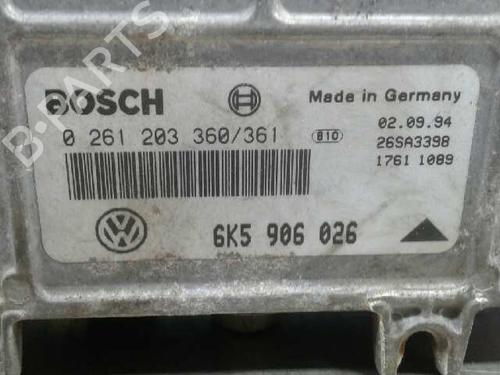 BOSCH
Made in Germany
0 261 203 360/361
B10
02.09.94
26SA3398
1761 1089
6K5 906 026
B-PARTS